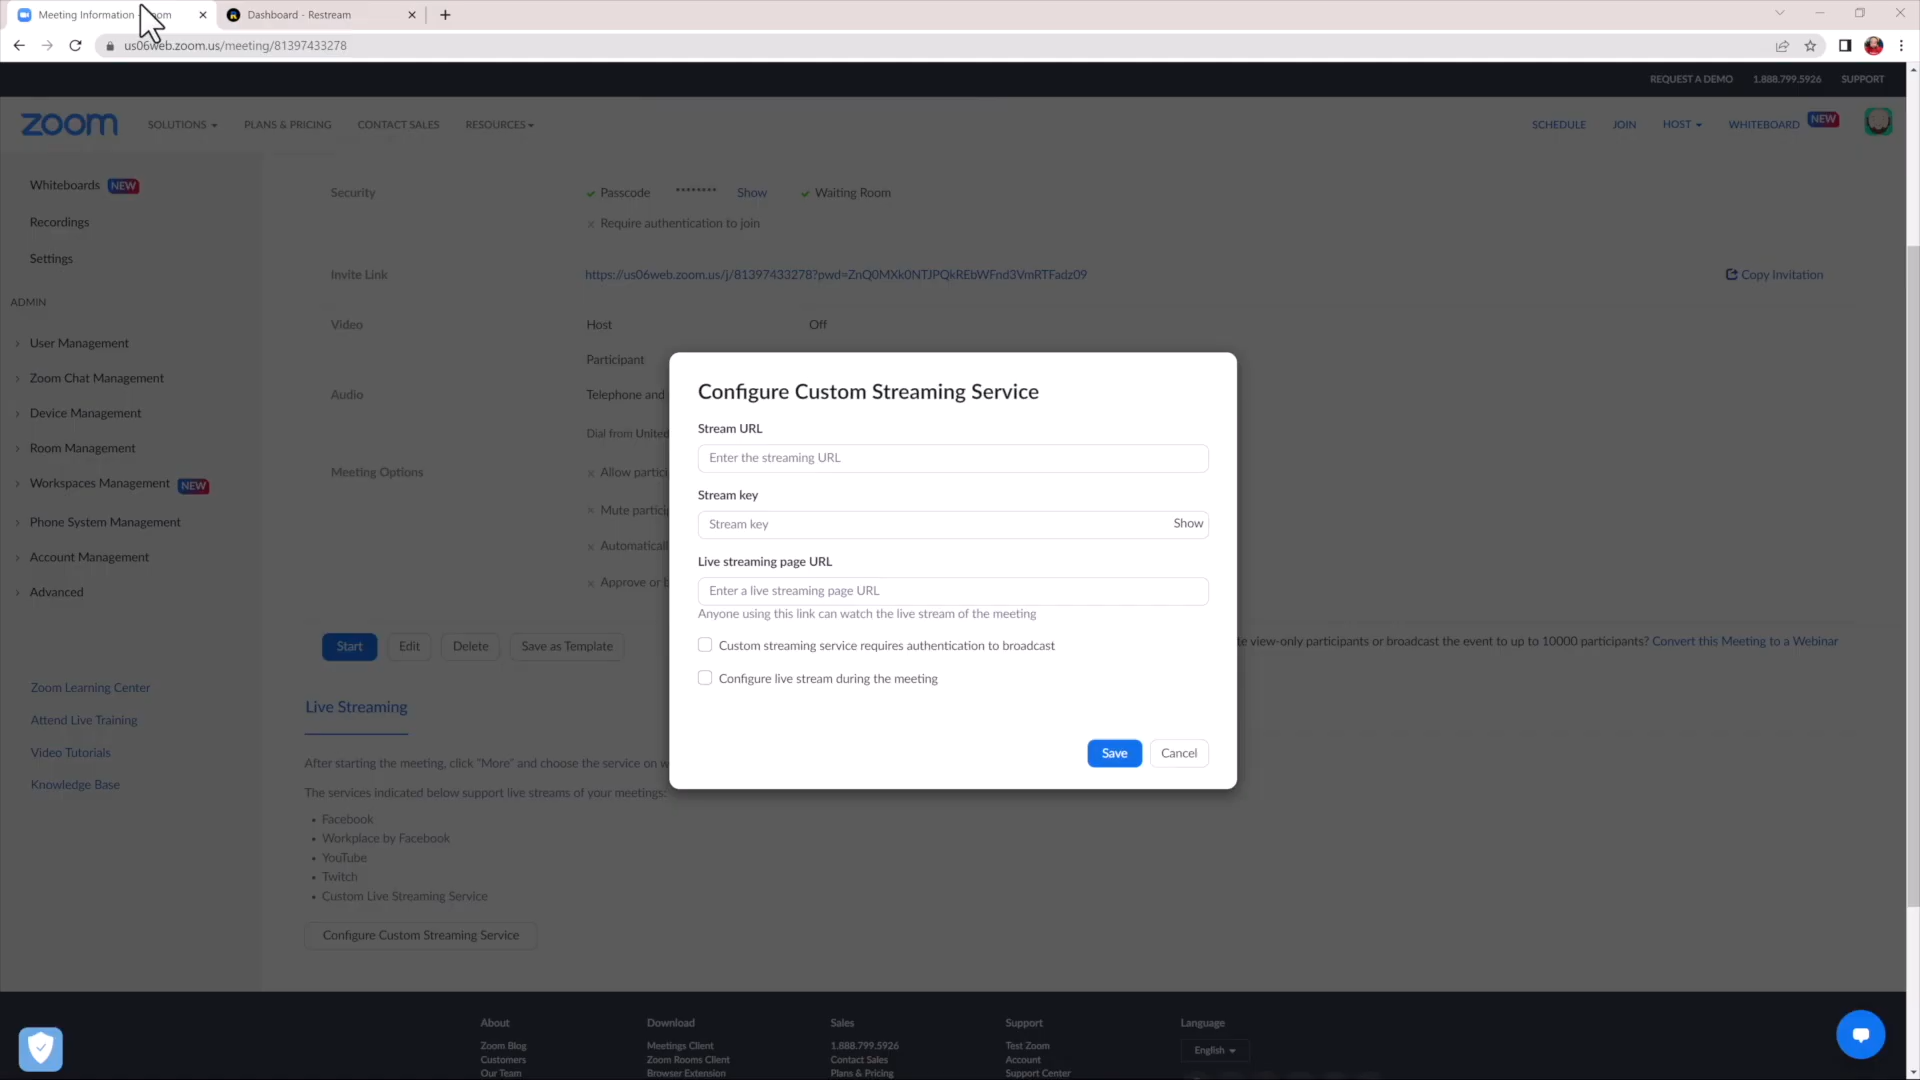 Meeting Information - Zoom
Dashboard - Restream
us06web.zoom.us/meeting/81397433278
REQUEST A DEMO 1.888.799.5926 SUPPORT
zoom SOLUTIONS PLANS & PRICING CONTACT SALES RESOURCES SCHEDULE JOIN HOST WHITEBOARD NEW
Whiteboards NEW
Recordings
Settings
ADMIN
User Management
Zoom Chat Management
Device Management
Room Management
Workspaces Management NEW
Phone System Management
Account Management
Advanced
Zoom Learning Center
Attend Live Training
Video Tutorials
Knowledge Base
Security Passcode ******** Show Waiting Room
Require authentication to join
Invite Link https://us06web.zoom.us/j/81397433278?pwd=ZnQ0MXk0NTJPQkREbWFnd3VmRTFadz09 Copy Invitation
Video Host Off
Participant
Audio Telephone and
Dial from United
Meeting Options Allow partici
Mute partici
Automaticall
Approve or b
Configure Custom Streaming Service
Stream URL
Enter the streaming URL
Stream key
Stream key Show
Live streaming page URL
Enter a live streaming page URL
Anyone using this link can watch the live stream of the meeting
Custom streaming service requires authentication to broadcast
Configure live stream during the meeting
Save Cancel
Start Edit Delete Save as Template te view-only participants or broadcast the event to up to 10000 participants? Convert this Meeting to a Webinar
Live Streaming
After starting the meeting, click "More" and choose the service on w
The services indicated below support live streams of your meetings:
Facebook
Workplace by Facebook
YouTube
Twitch
Custom Live Streaming Service
Configure Custom Streaming Service
About
Zoom Blog
Customers
Our Team
Download
Meetings Client
Zoom Rooms Client
Browser Extension
Sales
1.888.799.5926
Contact Sales
Plans & Pricing
Support
Test Zoom
Account
Support Center
Language
English